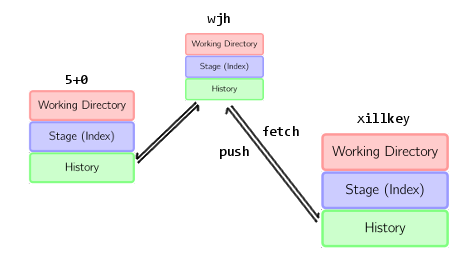 wjh
Working Directory
Stage (Index)
History
5+0
Working Directory
Stage (Index)
History
fetch
push
xillkey
Working Directory
Stage (Index)
History